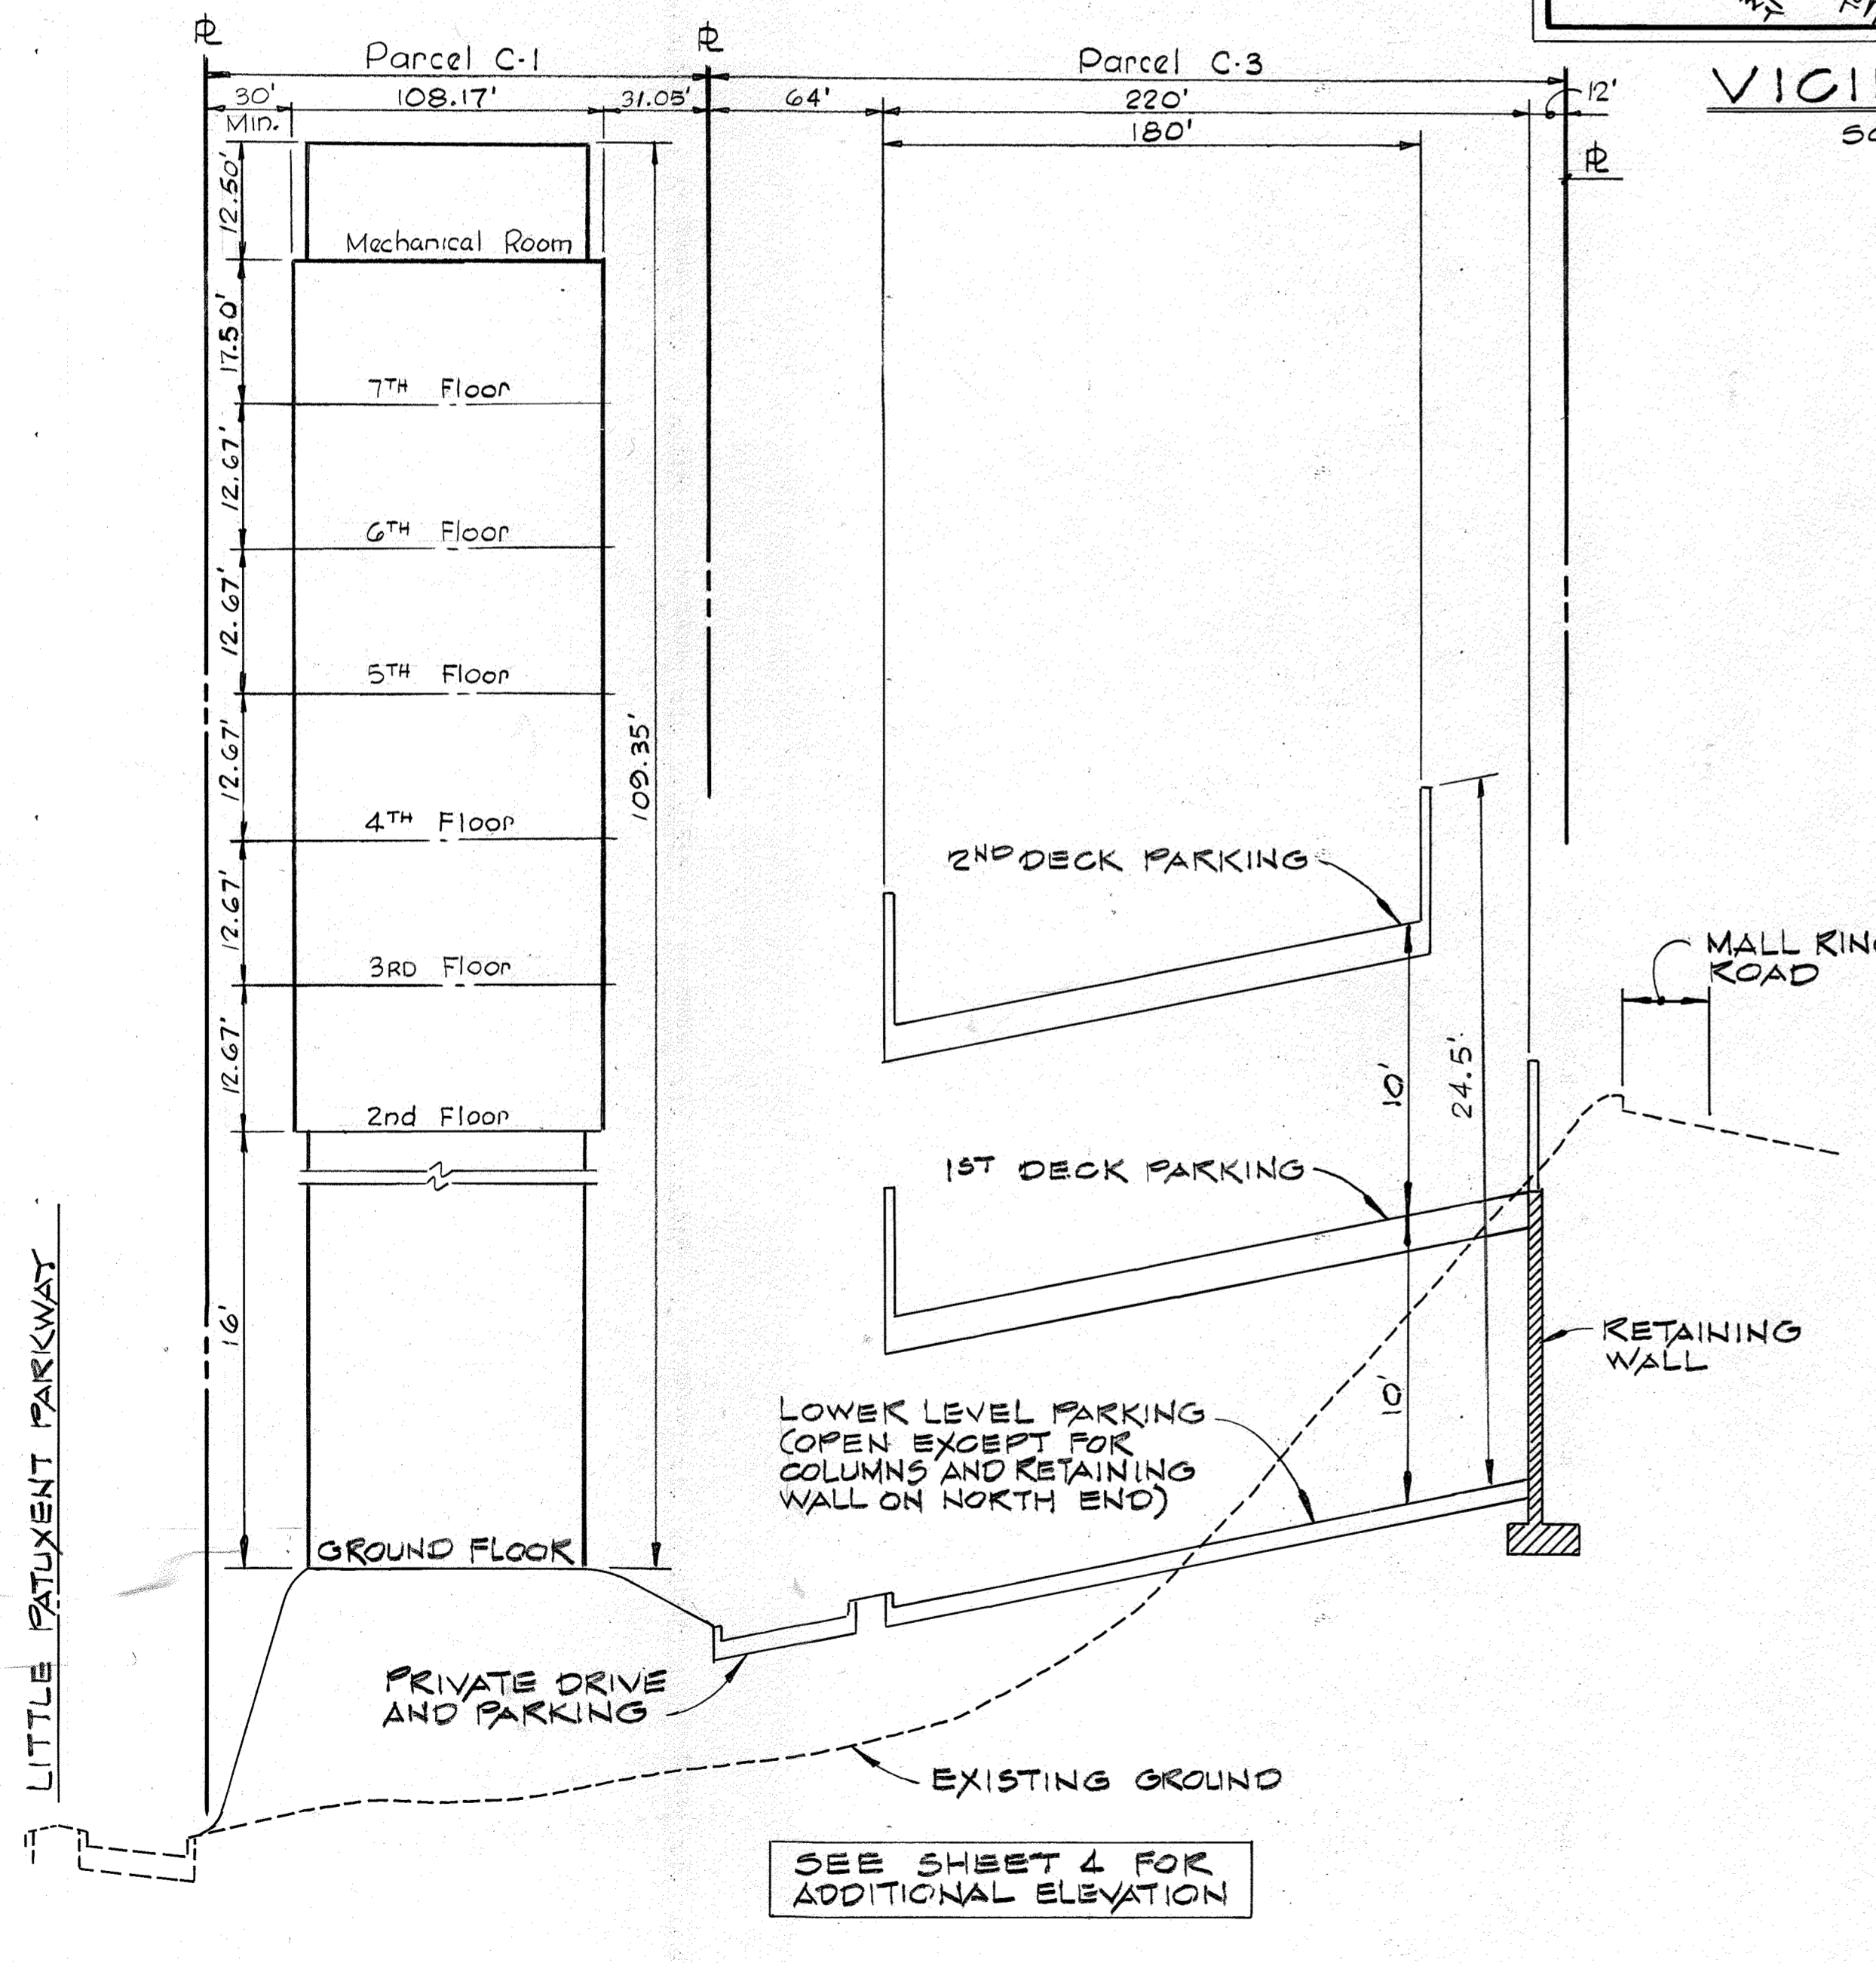 ℄
℄
Parcel C-1
Parcel C-3
30'
Min.
108.17'
31.05'
64'
220'
12'
180'
℄
12.50'
Mechanical Room
17.50'
7TH Floor
12.67'
6TH Floor
12.67'
5TH Floor
12.67'
4TH Floor
12.67'
3RD Floor
12.67'
2nd Floor
16'
GROUND FLOOR
109.35'
2ND DECK PARKING
1ST DECK PARKING
10'
24.5'
10'
MALL RING
ROAD
RETAINING
WALL
LOWER LEVEL PARKING
(OPEN EXCEPT FOR
COLUMNS AND RETAINING
WALL ON NORTH END)
PRIVATE DRIVE
AND PARKING
EXISTING GROUND
LITTLE PATUXENT PARKWAY
SEE SHEET 4 FOR
ADDITIONAL ELEVATION